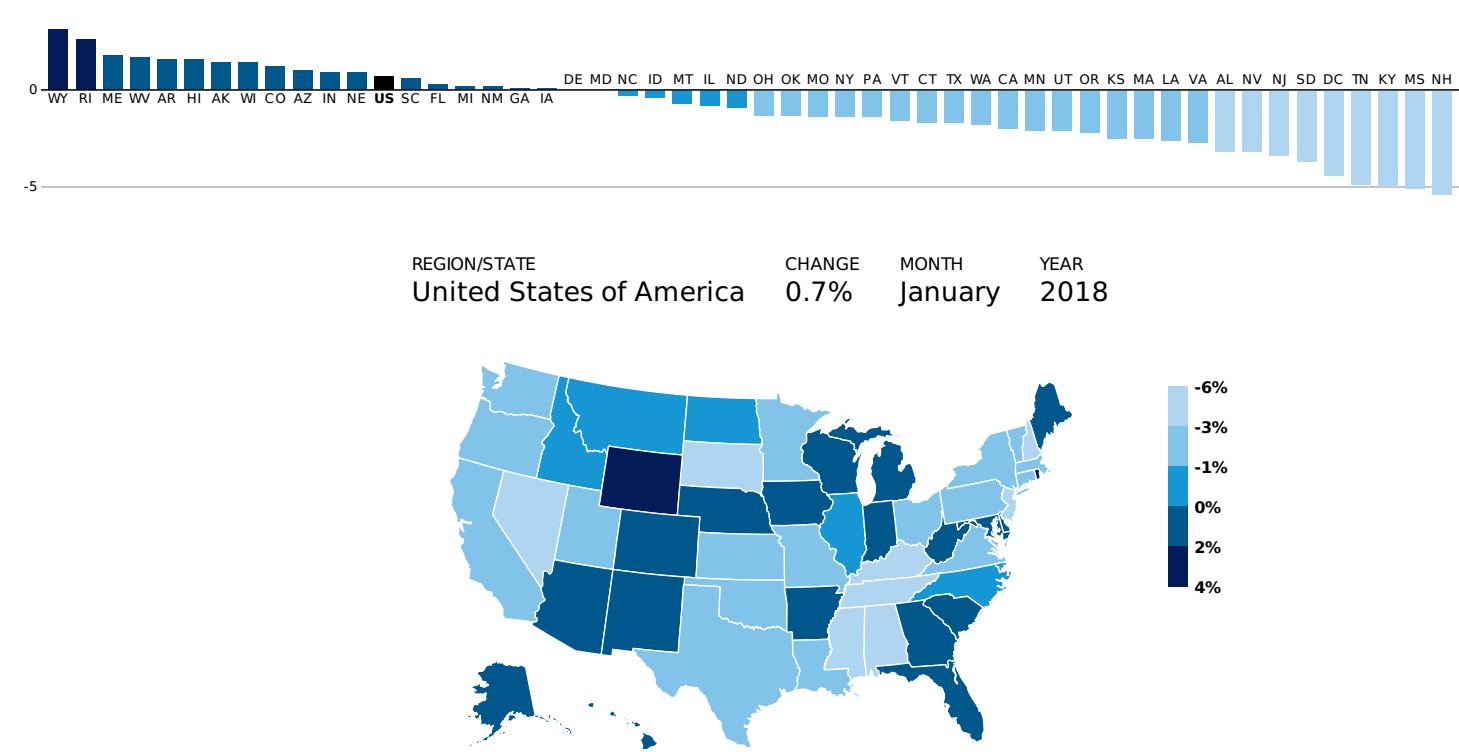 DE MD NC ID MT IL ND OH OK MO NY PA VT CT TX WA CA MN UT OR KS MA LA VA AL NV NJ SD DC TN KY MS NH
0
WY RI ME WV AR HI AK WI CO AZ IN NE US SC FL MI NM GA IA
-5
REGION/STATE CHANGE MONTH YEAR
United States of America 0.7% January 2018
-6%
-3%
-1%
0%
2%
4%